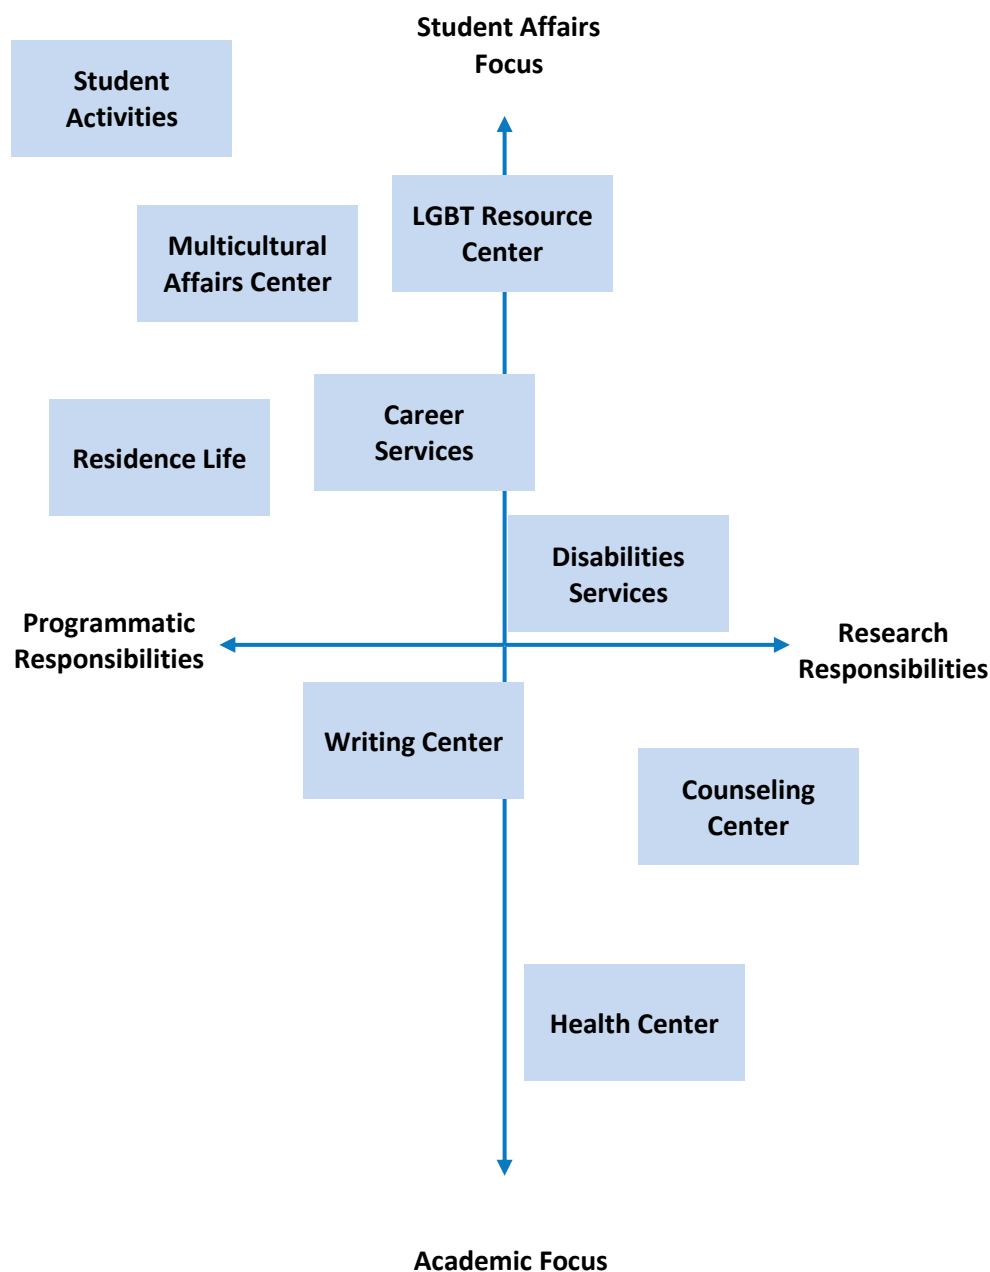 Student Affairs
Focus
Student
Activities
LGBT Resource
Center
Multicultural
Affairs Center
Career
Services
Residence Life
Disabilities
Services
Programmatic
Responsibilities
Research
Responsibilities
Writing Center
Counseling
Center
Health Center
Academic Focus